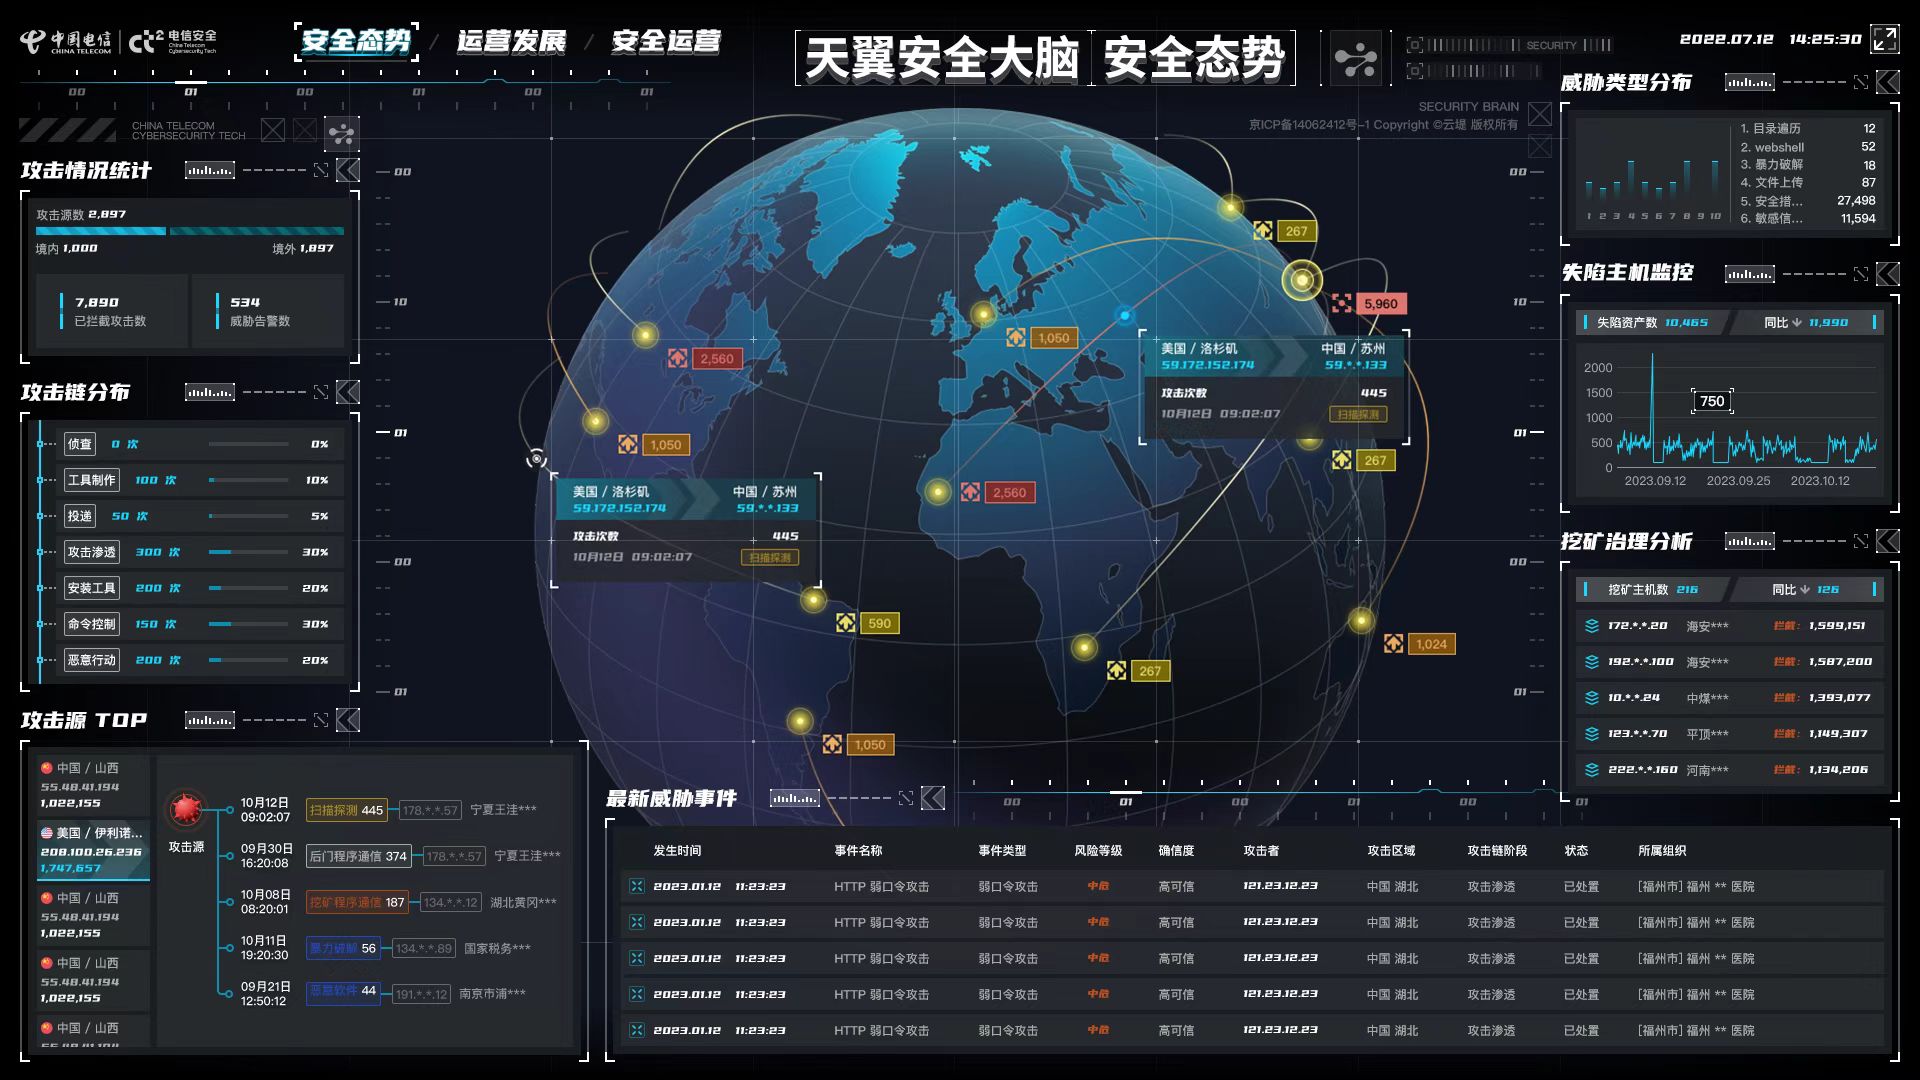 中国电信 CHINA TELECOM
电信安全 China Telecom Cybersecurity Tech
安全态势 / 运营发展 / 安全运营
天翼安全大脑 安全态势
SECURITY
2022.07.12 14:25:30
00 01 00 01 00 01
CHINA TELECOM
CYBERSECURITY TECH
SECURITY BRAIN
京ICP备14062412号-1 Copyright ©云堤 版权所有
攻击情况统计
攻击源数 2,897
境内 1,000 境外 1,897
7,890
已拦截攻击数
534
威胁告警数
攻击链分布
侦查 0 次 0%
工具制作 100 次 10%
投递 50 次 5%
攻击渗透 300 次 30%
安装工具 200 次 20%
命令控制 150 次 30%
恶意行动 200 次 20%
攻击源 TOP
中国 / 山西
55.48.41.194
1,022,155
美国 / 伊利诺...
208.100.26.236
1,747,657
中国 / 山西
55.48.41.194
1,022,155
中国 / 山西
55.48.41.194
1,022,155
中国 / 山西
攻击源
10月12日 09:02:07 扫描探测 445 178.*.*.57 宁夏王洼***
09月30日 16:20:08 后门程序通信 374 178.*.*.57 宁夏王洼***
10月08日 08:20:01 挖矿程序通信 187 134.*.*.12 湖北黄冈***
10月11日 19:20:30 暴力破解 56 134.*.*.89 国家税务***
09月21日 12:50:12 恶意软件 44 191.*.*.12 南京市浦***
00
10
01
00
01
267
5,960
1,050
2,560
1,050
267
2,560
590
267
1,024
1,050
美国 / 洛杉矶 中国 / 苏州
59.172.152.174 59.*.*.133
攻击次数 445
10月12日 09:02:07 扫描探测
美国 / 洛杉矶 中国 / 苏州
59.172.152.174 59.*.*.133
攻击次数 445
10月12日 09:02:07 扫描探测
00
10
01
00
01
威胁类型分布
1 2 3 4 5 6 7 8 9 10
1. 目录遍历 12
2. webshell 52
3. 暴力破解 18
4. 文件上传 87
5. 安全措... 27,498
6. 敏感信... 11,594
失陷主机监控
失陷资产数 10,465 同比 11,990
2000
1500
1000
500
0
750
2023.09.12 2023.09.25 2023.10.12
挖矿治理分析
挖矿主机数 216 同比 126
172.*.*.20 海安*** 拦截: 1,599,151
192.*.*.100 海安*** 拦截: 1,587,200
10.*.*.24 中煤*** 拦截: 1,393,077
123.*.*.70 平顶*** 拦截: 1,149,307
222.*.*.160 河南*** 拦截: 1,134,206
最新威胁事件
00 01 00 01 00 01
发生时间 事件名称 事件类型 风险等级 确信度 攻击者 攻击区域 攻击链阶段 状态 所属组织
2023.01.12 11:23:23 HTTP 弱口令攻击 弱口令攻击 中危 高可信 121.23.12.23 中国 湖北 攻击渗透 已处置 [福州市] 福州 ** 医院
2023.01.12 11:23:23 HTTP 弱口令攻击 弱口令攻击 中危 高可信 121.23.12.23 中国 湖北 攻击渗透 已处置 [福州市] 福州 ** 医院
2023.01.12 11:23:23 HTTP 弱口令攻击 弱口令攻击 中危 高可信 121.23.12.23 中国 湖北 攻击渗透 已处置 [福州市] 福州 ** 医院
2023.01.12 11:23:23 HTTP 弱口令攻击 弱口令攻击 中危 高可信 121.23.12.23 中国 湖北 攻击渗透 已处置 [福州市] 福州 ** 医院
2023.01.12 11:23:23 HTTP 弱口令攻击 弱口令攻击 中危 高可信 121.23.12.23 中国 湖北 攻击渗透 已处置 [福州市] 福州 ** 医院